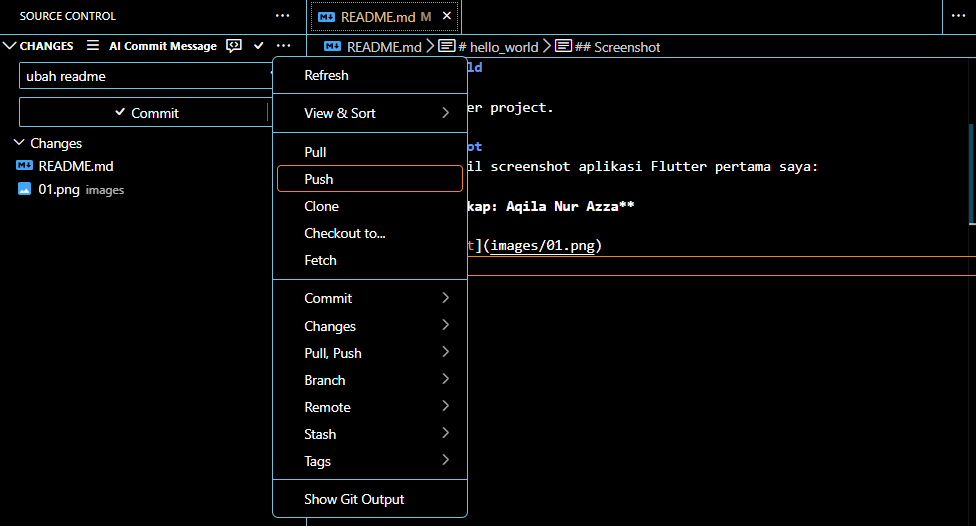 SOURCE CONTROL
README.md M
CHANGES AI Commit Message
README.md > # hello_world > ## Screenshot
ubah readme
Commit
Changes
README.md
01.png images
Refresh
View & Sort
Pull
Push
Clone
Checkout to...
Fetch
Commit
Changes
Pull, Push
Branch
Remote
Stash
Tags
Show Git Output
ld
er project.
ot
il screenshot aplikasi Flutter pertama saya:
kap: Aqila Nur Azza**
t](images/01.png)